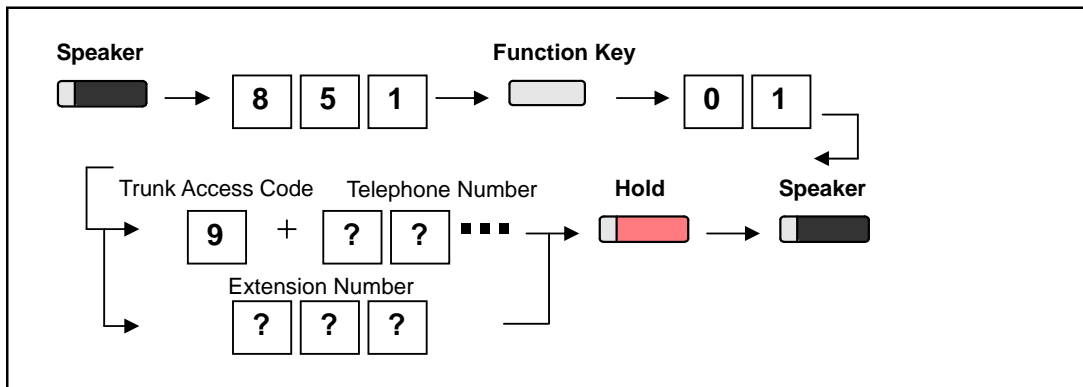 Speaker Function Key
8 5 1 0 1
Trunk Access Code Telephone Number Hold Speaker
9 + ? ?
Extension Number
? ? ?